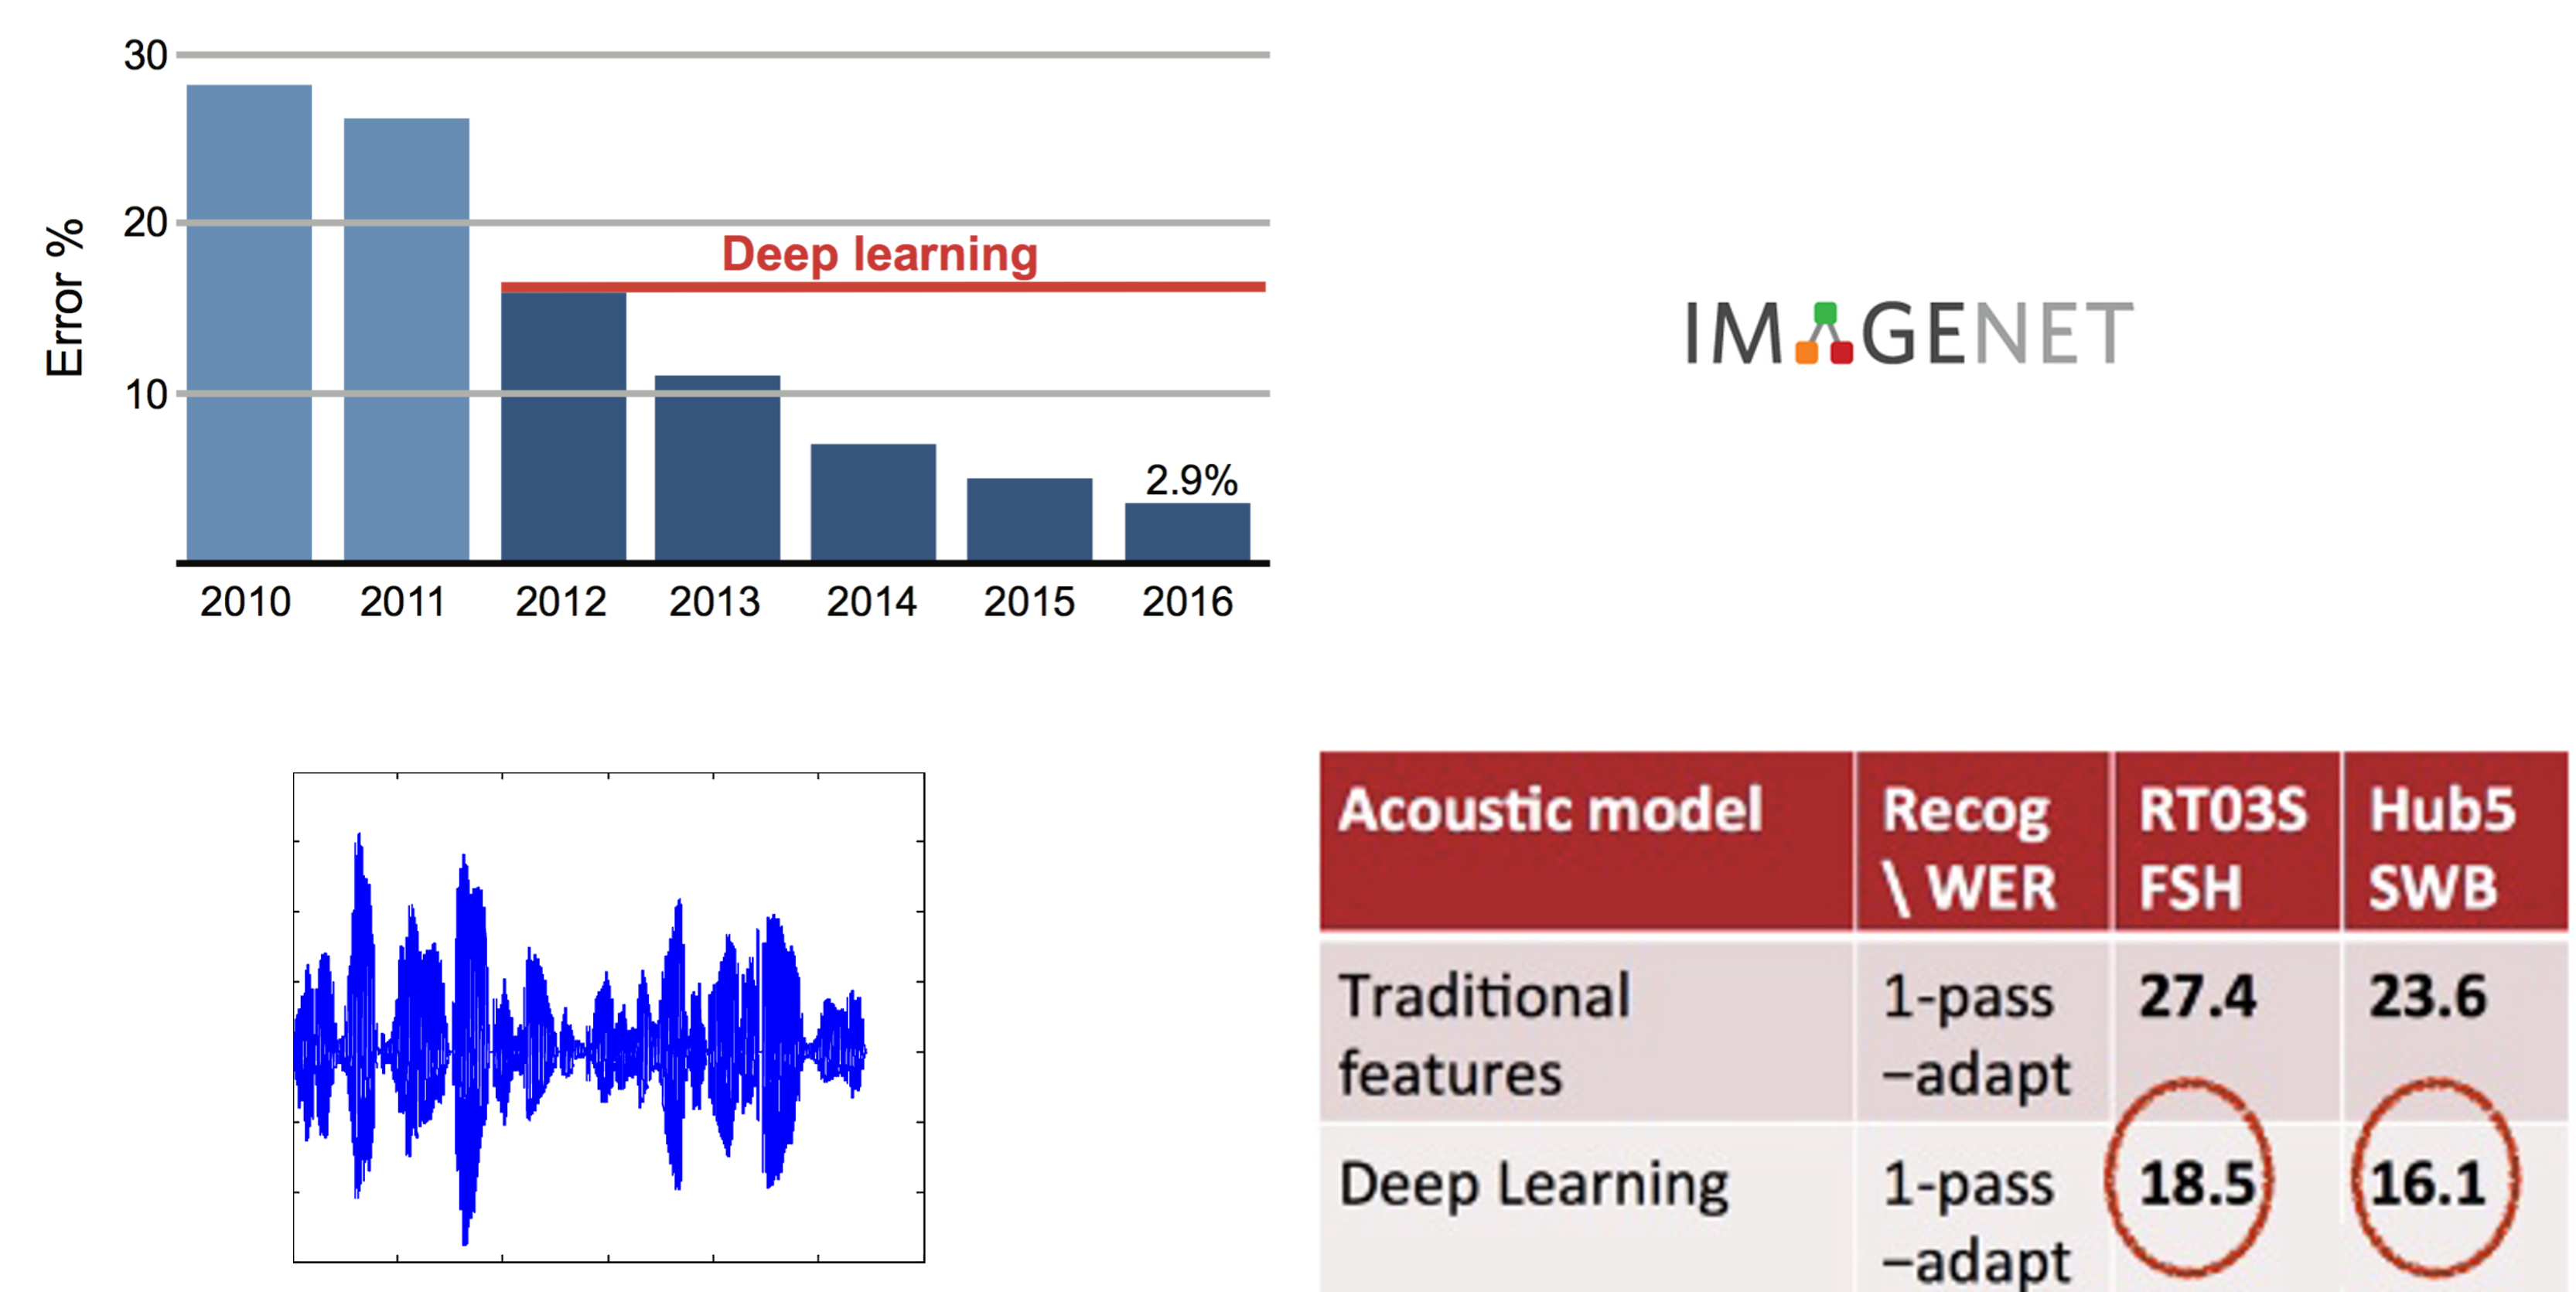 30
20
10
Error %
Deep learning
2.9%
2010 2011 2012 2013 2014 2015 2016
IMAGENET
Acoustic model Recog RT03S Hub5
\ WER FSH SWB
Traditional 1-pass 27.4 23.6
features –adapt
Deep Learning 1-pass 18.5 16.1
–adapt